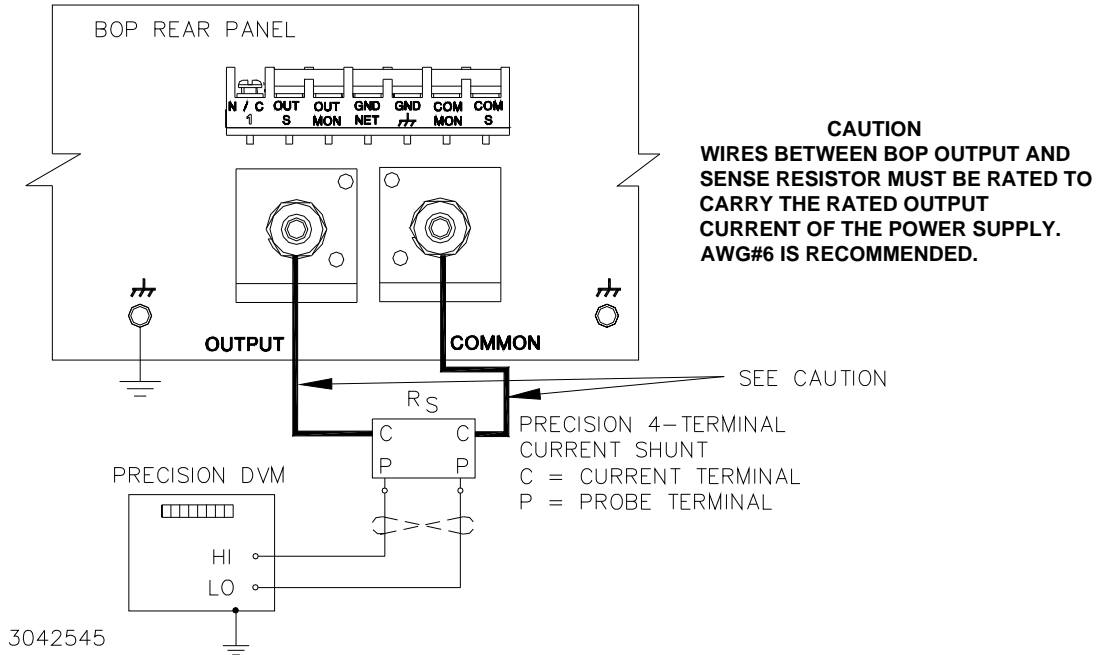 BOP REAR PANEL
N / C OUT OUT GND GND COM COM
1 S MON NET MON S
CAUTION
WIRES BETWEEN BOP OUTPUT AND
SENSE RESISTOR MUST BE RATED TO
CARRY THE RATED OUTPUT
CURRENT OF THE POWER SUPPLY.
AWG#6 IS RECOMMENDED.
OUTPUT
COMMON
SEE CAUTION
RS
C C
P P
PRECISION 4-TERMINAL
CURRENT SHUNT
C = CURRENT TERMINAL
P = PROBE TERMINAL
PRECISION DVM
HI
LO
3042545